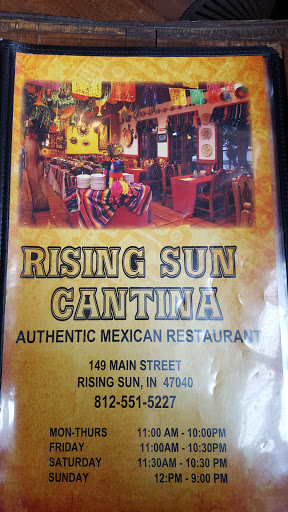 RISING SUN
CANTINA
AUTHENTIC MEXICAN RESTAURANT
149 MAIN STREET
RISING SUN, IN 47040
812-551-5227
MON-THURS 11:00 AM - 10:00PM
FRIDAY 11:00AM - 10:30PM
SATURDAY 11:30AM - 10:30 PM
SUNDAY 12:PM - 9:00 PM